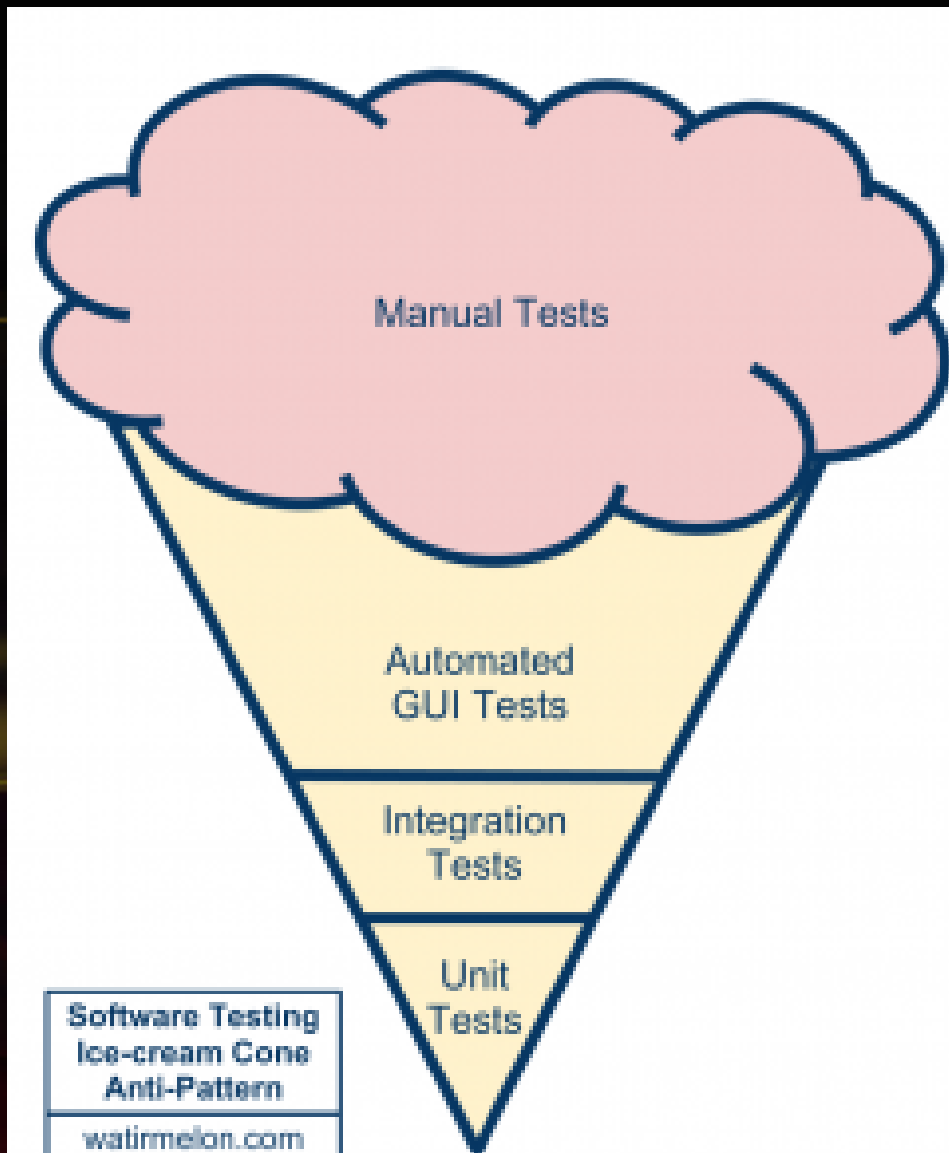 Manual Tests
Automated
GUI Tests
Integration
Tests
Unit
Tests
Software Testing
Ice-cream Cone
Anti-Pattern
watirmelon.com